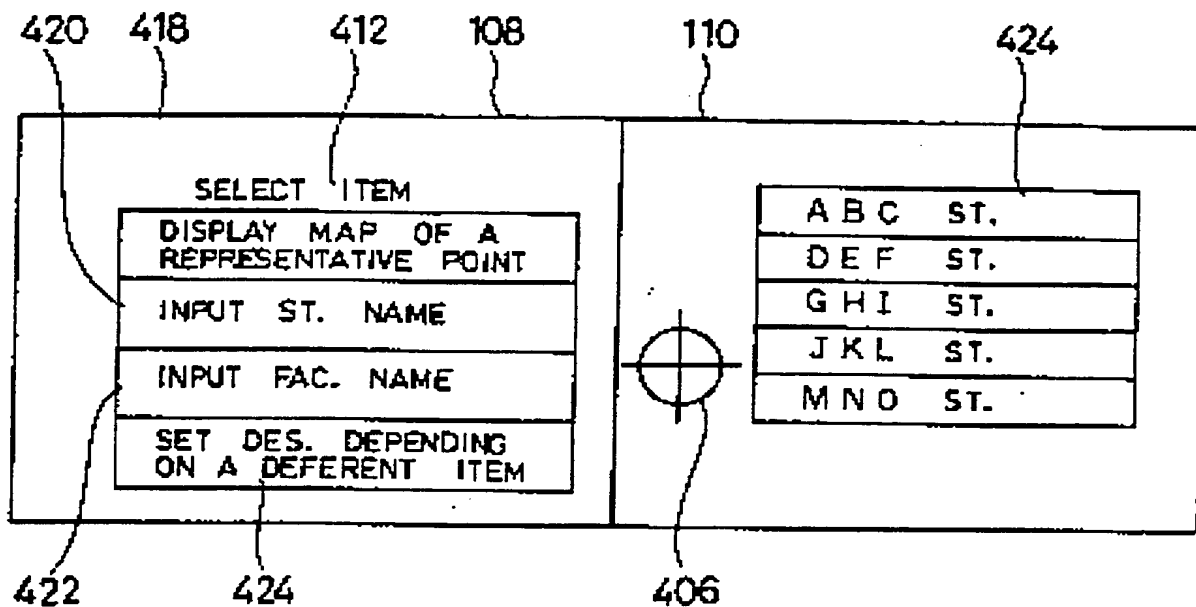 420 418 412 108 110 424
SELECT ITEM
DISPLAY MAP OF A
REPRESENTATIVE POINT
INPUT ST. NAME
INPUT FAC. NAME
SET DES. DEPENDING
ON A DEFERENT ITEM
ABC ST.
DEF ST.
GHI ST.
JKL ST.
MNO ST.
422 424 406